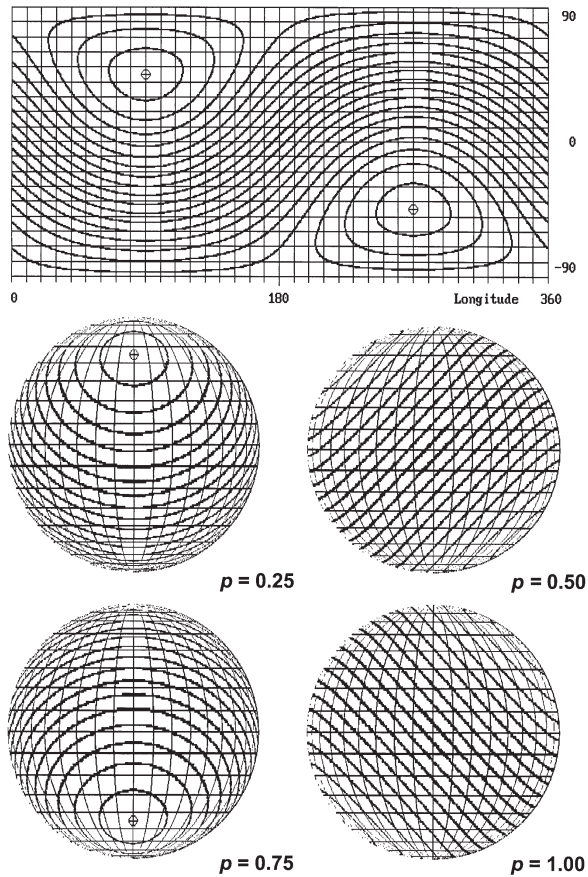 90
0
-90
0 180 Longitude 360
p = 0.25
p = 0.50
p = 0.75
p = 1.00